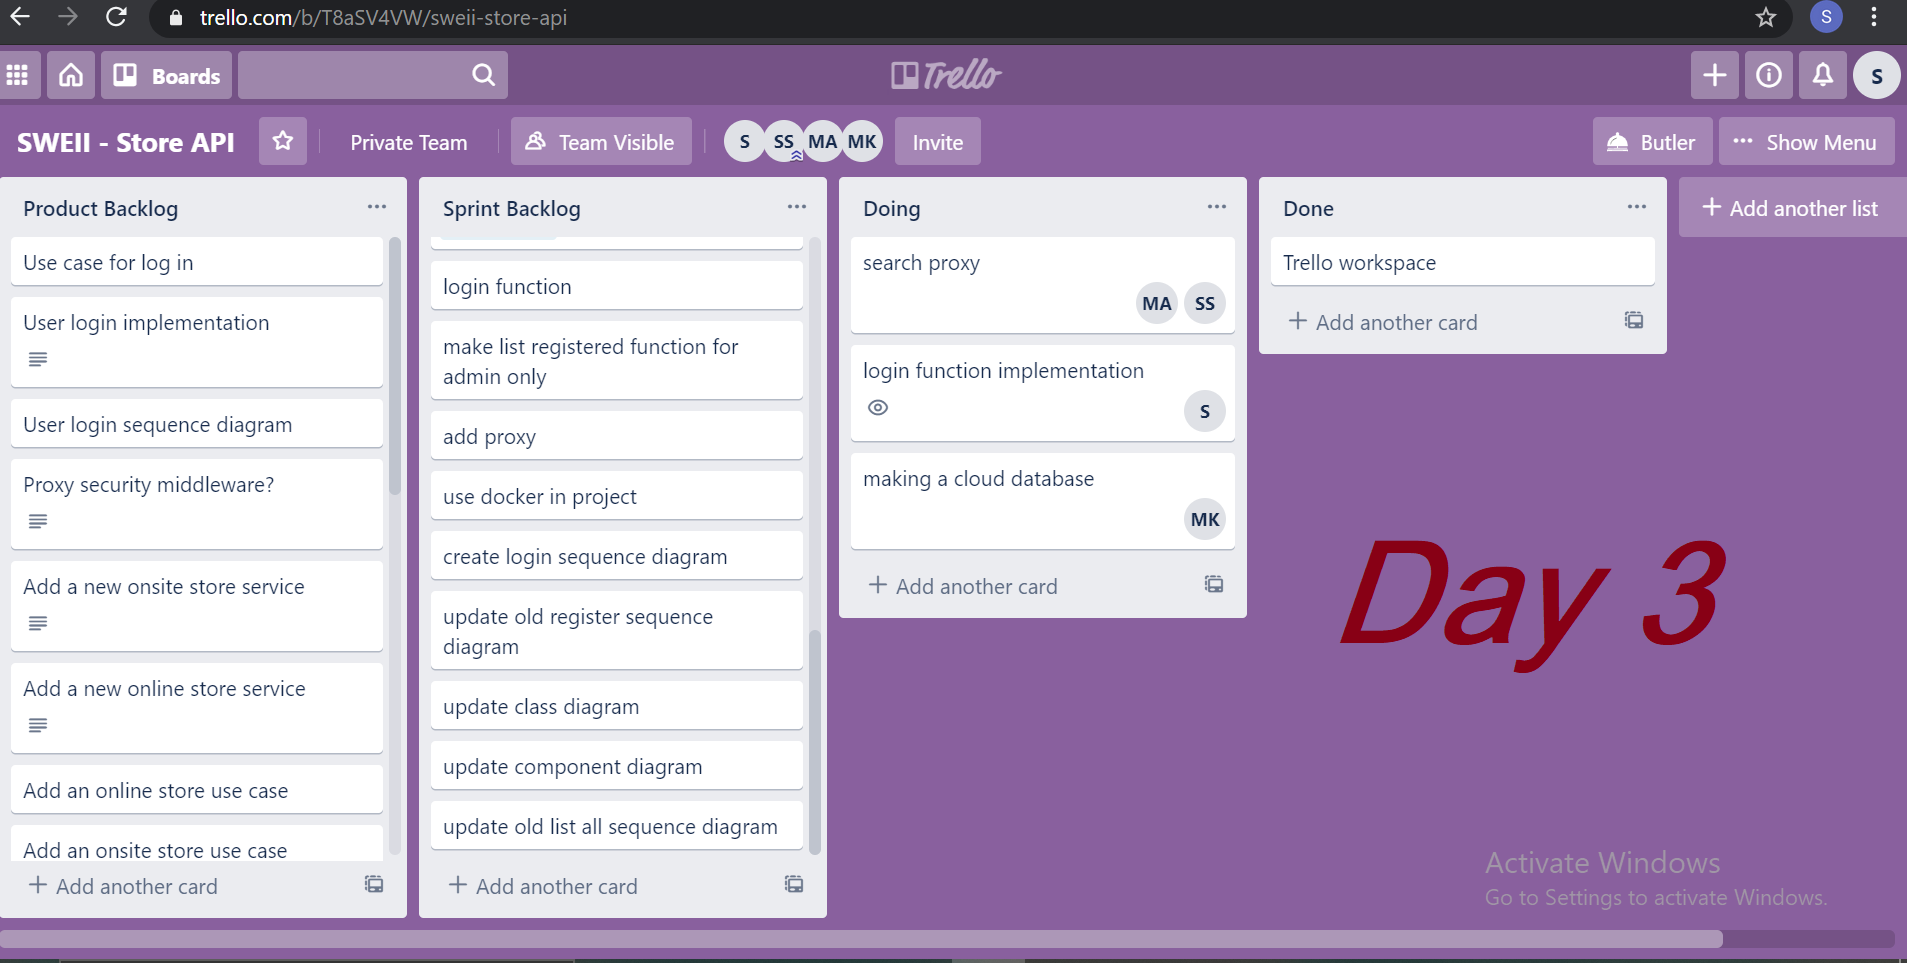 trello.com/b/T8aSV4VW/sweii-store-api
S
Boards
Trello
S
SWEII - Store API
Private Team
Team Visible
S SS MA MK
Invite
Butler
Show Menu
Product Backlog
Use case for log in
User login implementation
User login sequence diagram
Proxy security middleware?
Add a new onsite store service
Add a new online store service
Add an online store use case
Add an onsite store use case
+ Add another card
Sprint Backlog
login function
make list registered function for
admin only
add proxy
use docker in project
create login sequence diagram
update old register sequence
diagram
update class diagram
update component diagram
update old list all sequence diagram
+ Add another card
Doing
search proxy
MA SS
login function implementation
S
making a cloud database
MK
+ Add another card
Done
Trello workspace
+ Add another card
+ Add another list
Day 3
Activate Windows
Go to Settings to activate Windows.